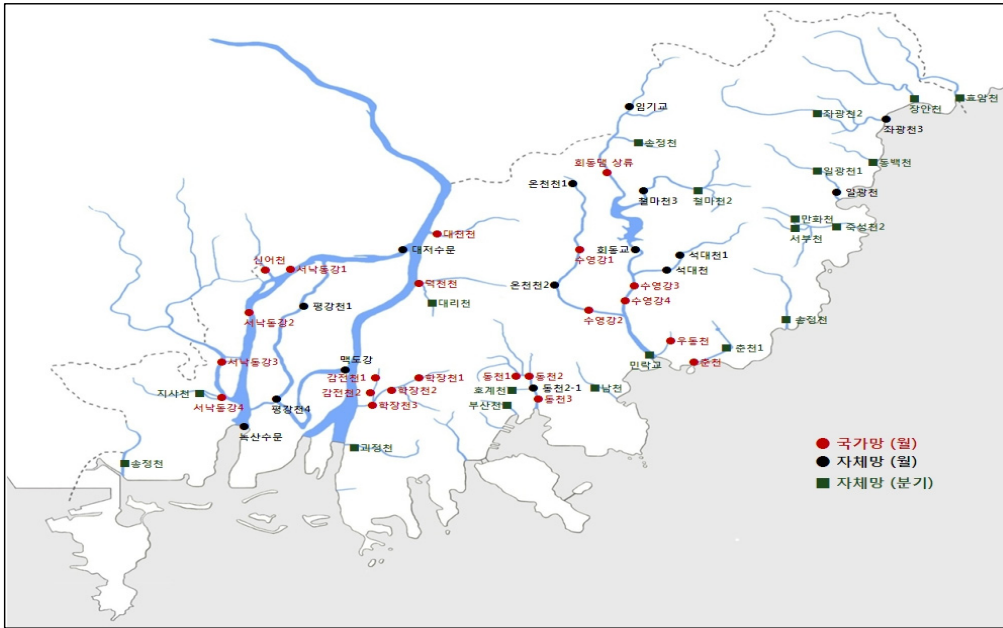 임기교
좌광천2
장안천
효암천
좌광천3
송정천
회동댐 상류
동백천
온천천1
철마천3
철마천2
일광천1
일광천
만화천
죽성천2
서부천
대천천
대저수문
회동교
석대천1
수영강1
석대천
신어천
서낙동강1
덕천천
온천천2
수영강3
수영강4
대리천
평강천1
서낙동강2
수영강2
송정천
우동천
춘천1
민락교
춘천
서낙동강3
맥도강
감전천1
학장천1
동천1
동천2
지사천
감전천2
학장천2
호계천
동천2-1
남천
서낙동강4
평강천4
학장천3
부산천
동천3
녹산수문
과정천
송정천
국가망 (월)
자체망 (월)
자체망 (분기)